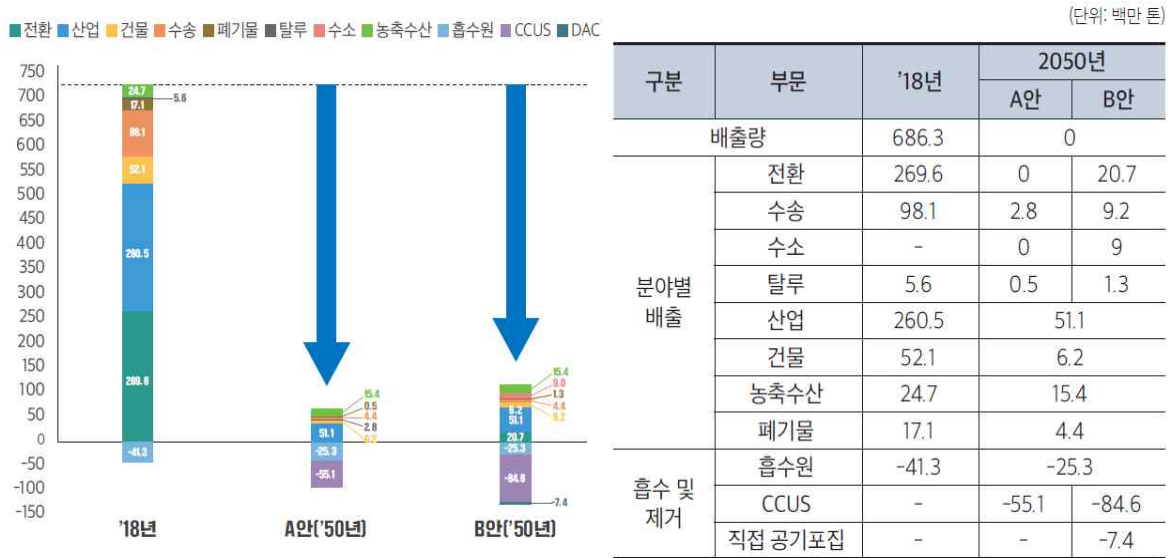 (단위: 백만 톤)
전환 산업 건물 수송 폐기물 탈루 수소 농축수산 흡수원 CCUS DAC
750
700
650
600
550
500
450
400
350
300
250
200
150
100
50
0
-50
-100
-150
24.7
5.6
17.1
98.1
52.1
260.5
269.6
-41.3
'18년
15.4
0.5
4.4
2.8
6.2
51.1
-25.3
-55.1
A안('50년)
15.4
9.0
1.3
4.4
9.2
6.2
51.1
20.7
-25.3
-84.6
-7.4
B안('50년)
구분 부문 '18년 2050년
A안 B안
배출량 686.3 0
분야별 배출
전환 269.6 0 20.7
수송 98.1 2.8 9.2
수소 - 0 9
탈루 5.6 0.5 1.3
산업 260.5 51.1
건물 52.1 6.2
농축수산 24.7 15.4
폐기물 17.1 4.4
흡수 및 제거
흡수원 -41.3 -25.3
CCUS - -55.1 -84.6
직접 공기포집 - - -7.4